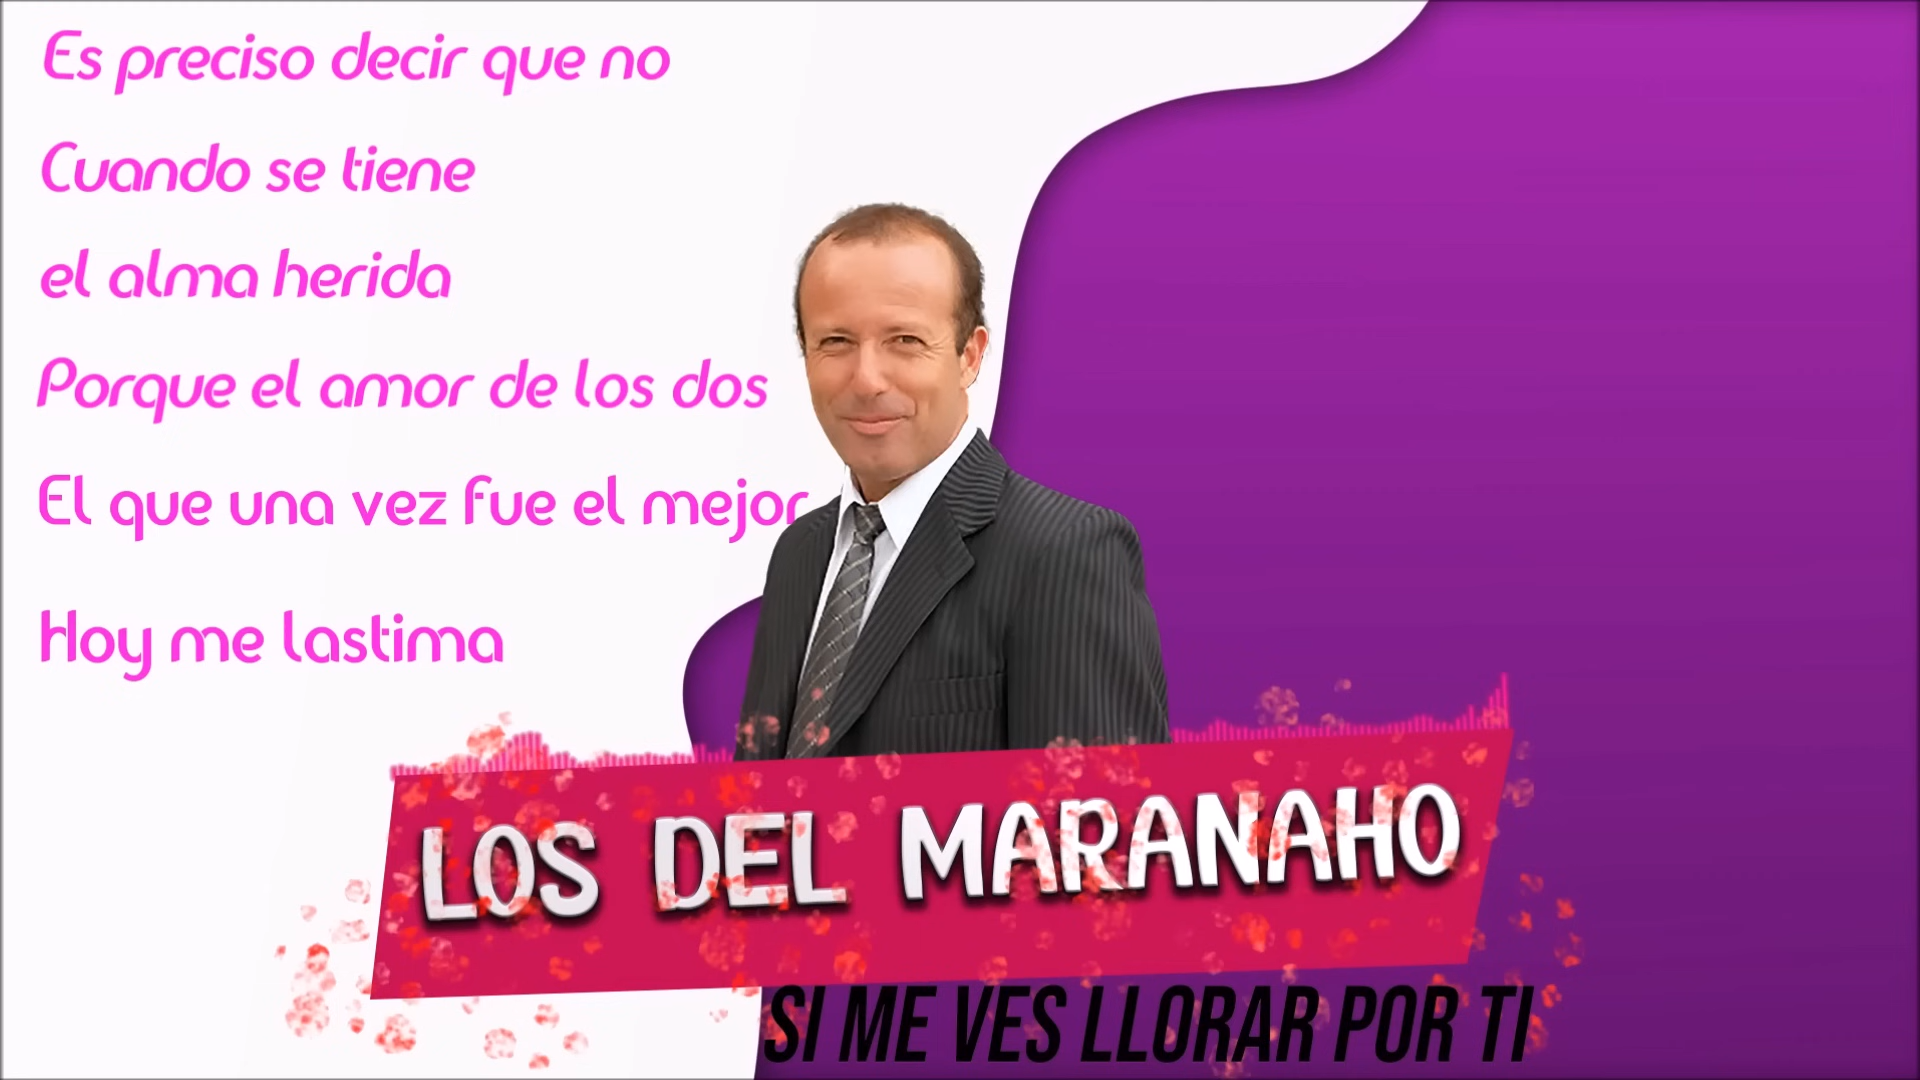 Es preciso decir que no
Cuando se tiene
el alma herida
Porque el amor de los dos
El que una vez fue el mejor
Hoy me lastima
LOS DEL MARANAHO
SI ME VES LLORAR POR TI